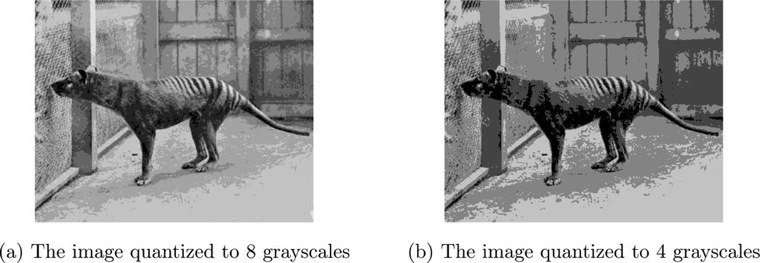 (a) The image quantized to 8 grayscales
(b) The image quantized to 4 grayscales